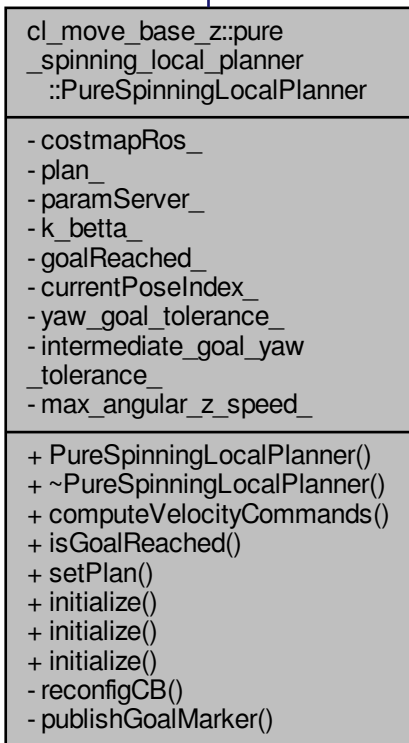 cl_move_base_z::pure
_spinning_local_planner
::PureSpinningLocalPlanner
- costmapRos_
- plan_
- paramServer_
- k_betta_
- goalReached_
- currentPoseIndex_
- yaw_goal_tolerance_
- intermediate_goal_yaw
_tolerance_
- max_angular_z_speed_
+ PureSpinningLocalPlanner()
+ ~PureSpinningLocalPlanner()
+ computeVelocityCommands()
+ isGoalReached()
+ setPlan()
+ initialize()
+ initialize()
+ initialize()
- reconfigCB()
- publishGoalMarker()